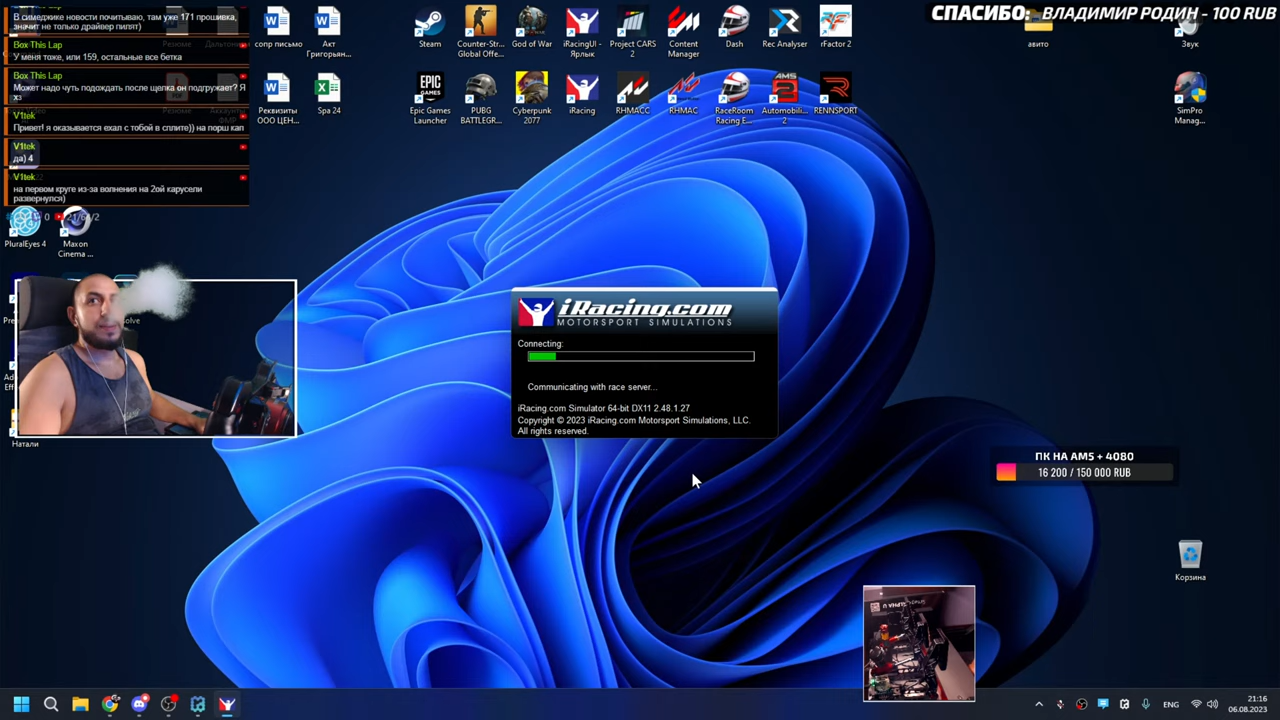 В симеджике новости почитываю, там уже 171 прошивка,
значит не только драйвер пилят)
Box This Lap
У меня тоже, или 159, остальные все бетка
Box This Lap
Может надо чуть подождать после щелка он подгружает? Я
хз
V1tek
Привет! я оказывается ехал с тобой в сплите)) на порш кап
V1tek
да) 4
V1tek
на первом круге из-за волнения на 2ой карусели
развернулся)
СПАСИБО: ВЛАДИМИР РОДИН - 100 RUB
сопр письмо
Акт
Григорьян...
Steam
Counter-Str...
Global Offe...
God of War
iRacingUI -
Ярлык
Project CARS
2
Content
Manager
Dash
Rec Analyser
rFactor 2
авито
Звук
Реквизиты
ООО ЦЕН...
Spa 24
Epic Games
Launcher
PUBG
BATTLEGR...
Cyberpunk
2077
iRacing
RHMACC
RHMAC
RaceRoom
Racing E...
Automobili...
2
RENNSPORT
SimPro
Manag...
PluralEyes 4
Maxon
Cinema ...
Натали
iRacing.com
MOTORSPORT SIMULATIONS
Connecting:
Communicating with race server...
iRacing.com Simulator 64-bit DX11 2.48.1.27
Copyright © 2023 iRacing.com Motorsport Simulations, LLC.
All rights reserved.
ПК НА AM5 + 4080
16 200 / 150 000 RUB
Корзина
ENG
21:16
06.08.2023